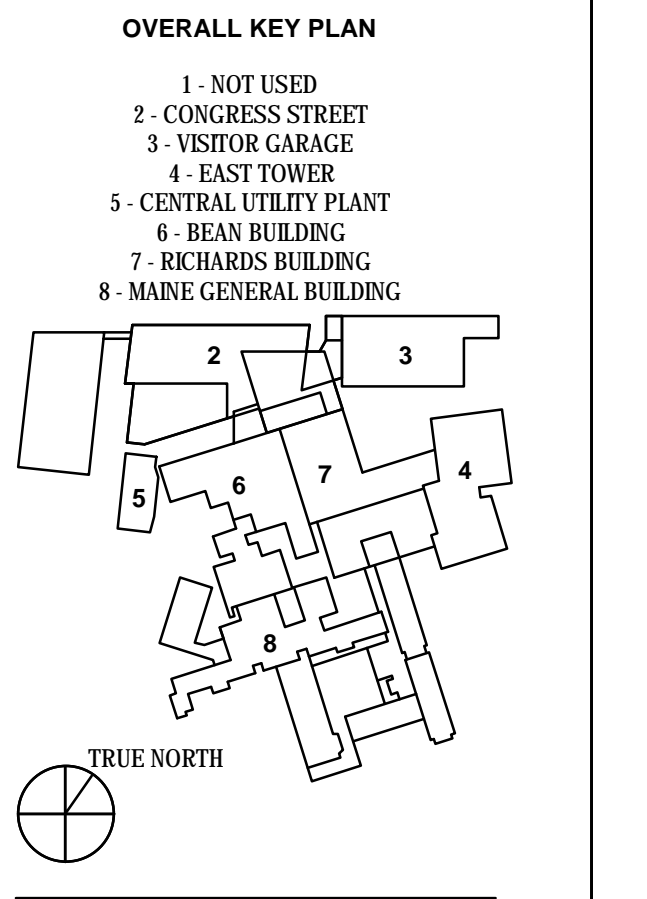 OVERALL KEY PLAN
1 - NOT USED
2 - CONGRESS STREET
3 - VISITOR GARAGE
4 - EAST TOWER
5 - CENTRAL UTILITY PLANT
6 - BEAN BUILDING
7 - RICHARDS BUILDING
8 - MAINE GENERAL BUILDING
2
3
4
7
6
5
8
TRUE NORTH